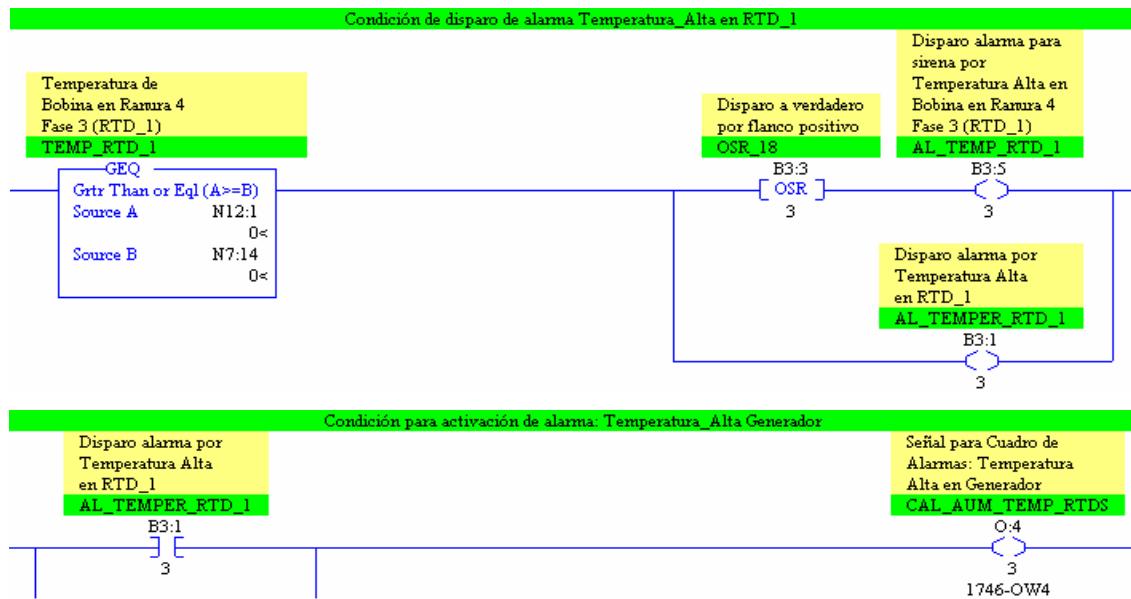 Condición de disparo de alarma Temperatura_Alta en RTD_1
Temperatura de
Bobina en Ranura 4
Fase 3 (RTD_1)
TEMP_RTD_1
GEQ
Grtr Than or Eql (A>=B)
Source A N12:1
0<
Source B N7:14
0<
Disparo a verdadero
por flanco positivo
OSR_18
B3:3
OSR
3
Disparo alarma para
sirena por
Temperatura Alta en
Bobina en Ranura 4
Fase 3 (RTD_1)
AL_TEMP_RTD_1
B3:5
3
Disparo alarma por
Temperatura Alta
en RTD_1
AL_TEMPER_RTD_1
B3:1
3
Condición para activación de alarma: Temperatura_Alta Generador
Disparo alarma por
Temperatura Alta
en RTD_1
AL_TEMPER_RTD_1
B3:1
3
Señal para Cuadro de
Alarmas: Temperatura
Alta en Generador
CAL_AUM_TEMP_RTDS
O:4
3
1746-OW4